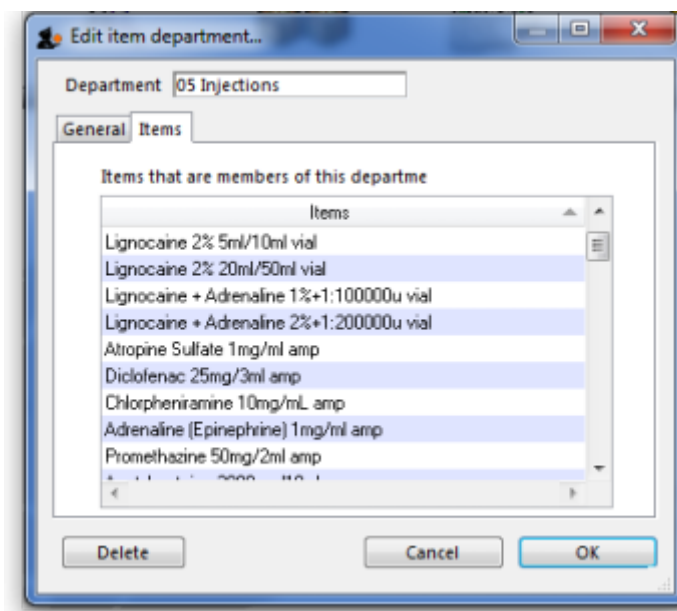 Edit item department...
Department 05 Injections
General Items
Items that are members of this departme
Items
Lignocaine 2% 5ml/10ml vial
Lignocaine 2% 20ml/50ml vial
Lignocaine + Adrenaline 1%+1:100000u vial
Lignocaine + Adrenaline 2%+1:200000u vial
Atropine Sulfate 1mg/ml amp
Diclofenac 25mg/3ml amp
Chlorpheniramine 10mg/mL amp
Adrenaline (Epinephrine) 1mg/ml amp
Promethazine 50mg/2ml amp
Delete Cancel OK